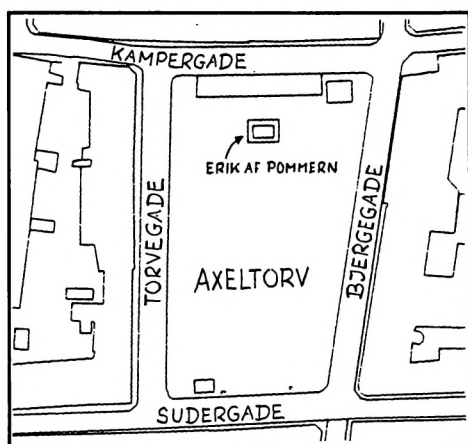 KAMPERGADE
ERIK AF POMMERN
TORVEGADE
AXELTORV
BJERGEGADE
SUDERGADE